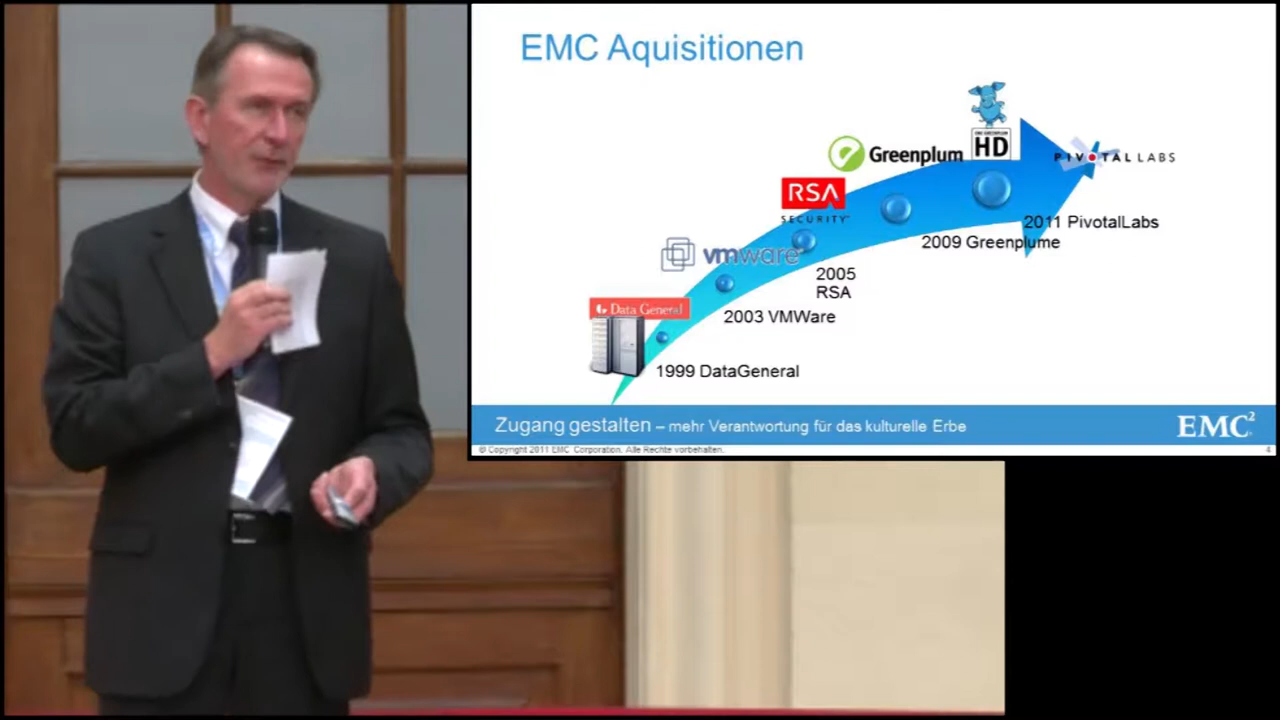 EMC Aquisitionen
HD
Greenplum
PIVOTAL LABS
RSA
SECURITY
2011 PivotalLabs
2009 Greenplume
vmware
2005
RSA
Data General
2003 VMWare
1999 DataGeneral
Zugang gestalten – mehr Verantwortung für das kulturelle Erbe
EMC²
© Copyright 2011 EMC Corporation. Alle Rechte vorbehalten.